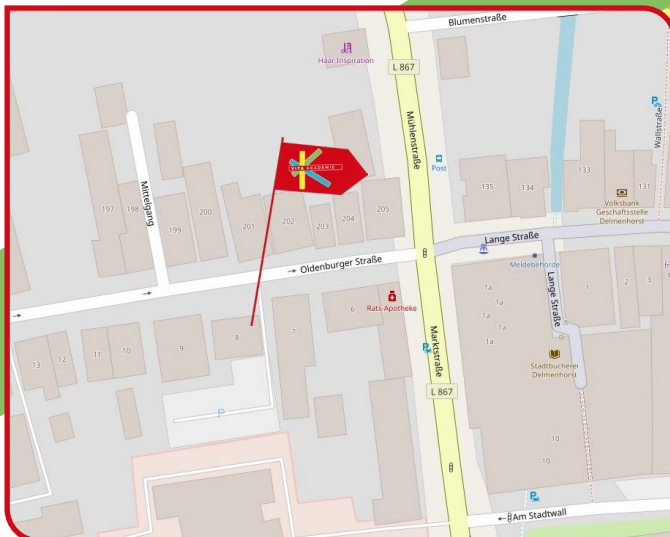 Blumenstraße
Haar Inspiration
L 867
Mühlenstraße
Wallstraße
P
Mittelgang
VITA AKADEMIE
Post
133
131
135
134
Volksbank
Geschäftsstelle
Delmenhorst
197
198
199
200
201
202
203
204
205
Lange Straße
Meldebehörde
Oldenburger Straße
Rats-Apotheke
Lange Straße
1a
1a
1a
1a
1a
1
2
3
fr
6
7
8
9
10
11
12
13
Marktstraße
P
Stadtbücherei
Delmenhorst
L 867
P
10
10
P
Am Stadtwall